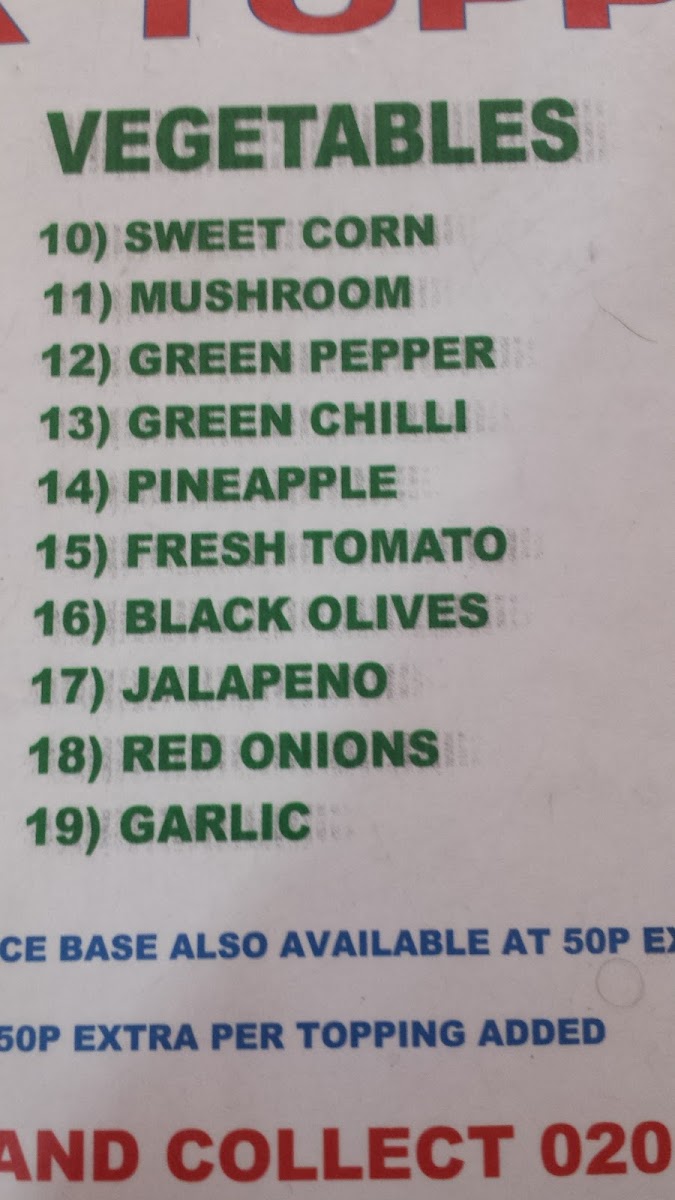 VEGETABLES
10) SWEET CORN
11) MUSHROOM
12) GREEN PEPPER
13) GREEN CHILLI
14) PINEAPPLE
15) FRESH TOMATO
16) BLACK OLIVES
17) JALAPENO
18) RED ONIONS
19) GARLIC
CE BASE ALSO AVAILABLE AT 50P EX
50P EXTRA PER TOPPING ADDED
AND COLLECT 020